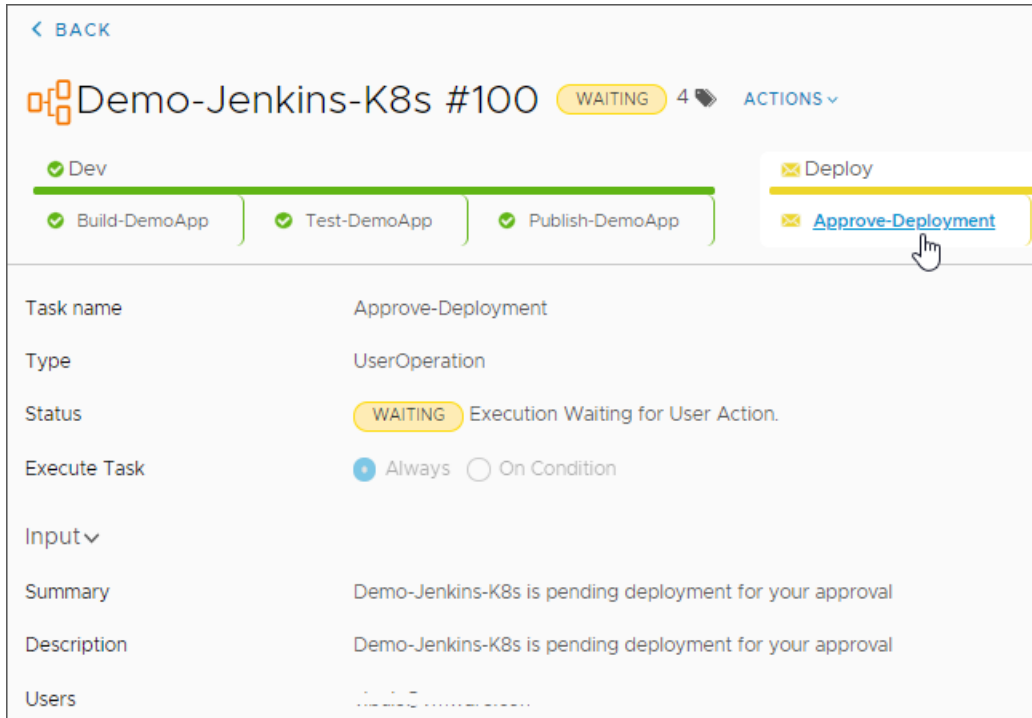 BACK
Demo-Jenkins-K8s #100 WAITING 4 ACTIONS
Dev
Deploy
Build-DemoApp
Test-DemoApp
Publish-DemoApp
Approve-Deployment
Task name Approve-Deployment
Type UserOperation
Status WAITING Execution Waiting for User Action.
Execute Task Always On Condition
Input
Summary Demo-Jenkins-K8s is pending deployment for your approval
Description Demo-Jenkins-K8s is pending deployment for your approval
Users